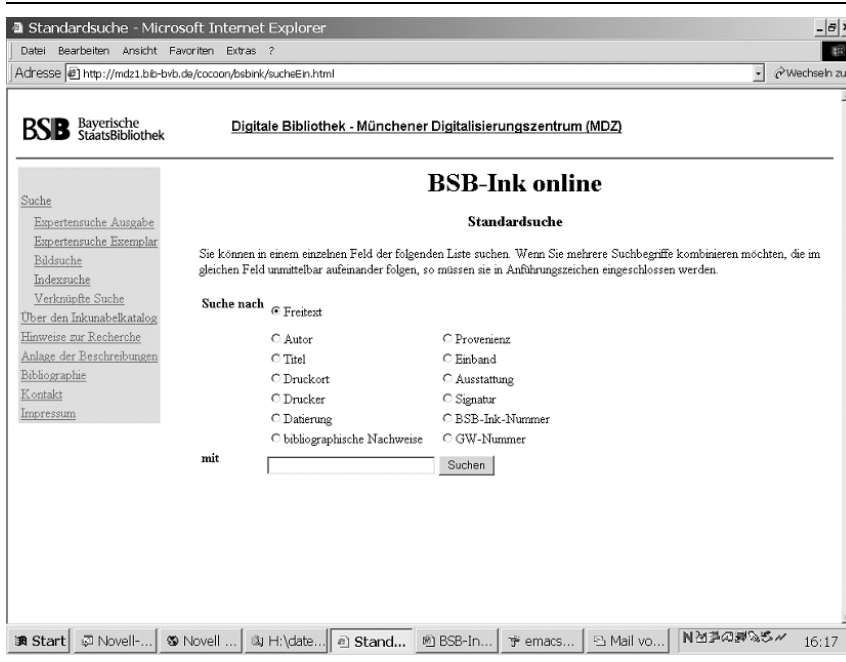 Standardsuche - Microsoft Internet Explorer
Datei Bearbeiten Ansicht Favoriten Extras ?
Adresse http://mdz1.bib-bvb.de/cocoon/bsbink/sucheEin.html Wechseln zu
BSB Bayerische
StaatsBibliothek
Digitale Bibliothek - Münchener Digitalisierungszentrum (MDZ)
BSB-Ink online
Standardsuche
Suche
Expertensuche Ausgabe
Expertensuche Exemplar
Bildsuche
Indexsuche
Verknüpfte Suche
Über den Inkunabelkatalog
Hinweise zur Recherche
Anlage der Beschreibungen
Bibliographie
Kontakt
Impressum
Sie können in einem einzelnen Feld der folgenden Liste suchen. Wenn Sie mehrere Suchbegriffe kombinieren möchten, die im
gleichen Feld unmittelbar aufeinander folgen, so müssen sie in Anführungszeichen eingeschlossen werden.
Suche nach Freitext
Autor Provenienz
Titel Einband
Druckort Ausstattung
Drucker Signatur
Datierung BSB-Ink-Nummer
bibliographische Nachweise GW-Nummer
mit Suchen
Start Novell-... Novell ... H:\date... Stand... BSB-In... emacs... Mail vo... 16:17